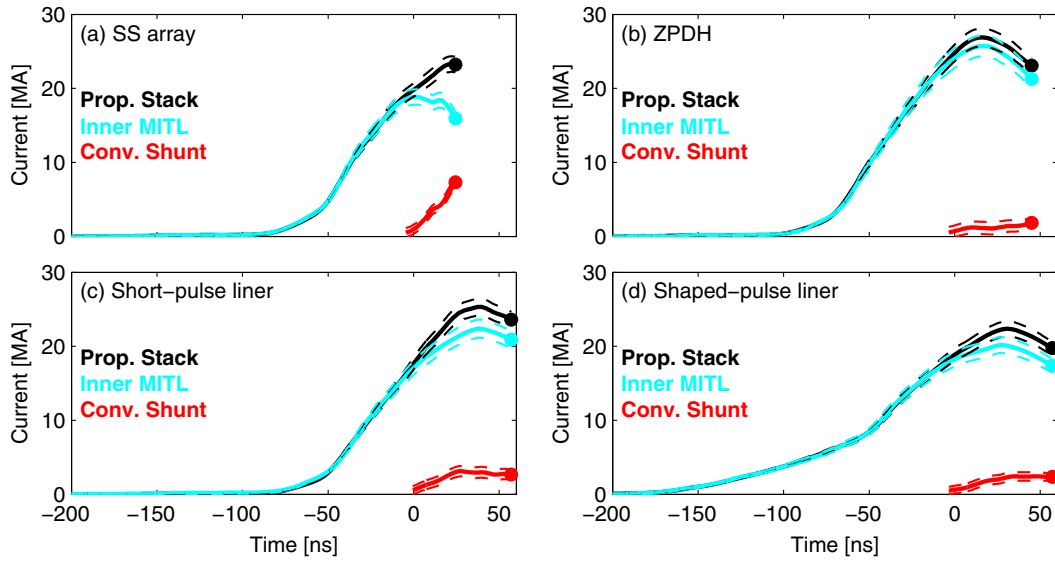 (a) SS array
30
20
10
0
Current [MA]
Prop. Stack
Inner MITL
Conv. Shunt
(b) ZPDH
30
20
10
0
Current [MA]
Prop. Stack
Inner MITL
Conv. Shunt
(c) Short−pulse liner
30
20
10
0
Current [MA]
Prop. Stack
Inner MITL
Conv. Shunt
−200 −150 −100 −50 0 50
Time [ns]
(d) Shaped−pulse liner
30
20
10
0
Current [MA]
Prop. Stack
Inner MITL
Conv. Shunt
−200 −150 −100 −50 0 50
Time [ns]